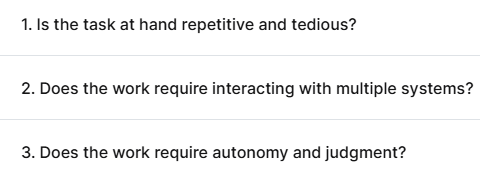 1. Is the task at hand repetitive and tedious?
2. Does the work require interacting with multiple systems?
3. Does the work require autonomy and judgment?